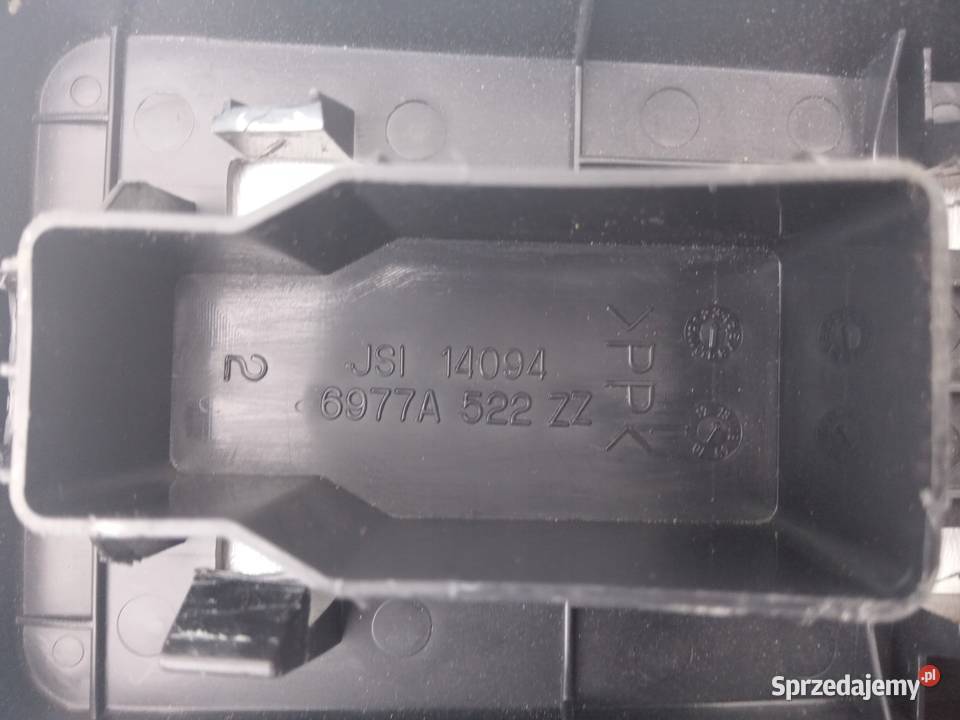 2
JSI 14094
6977A 522 ZZ
>PP<
Sprzedajemy.pl